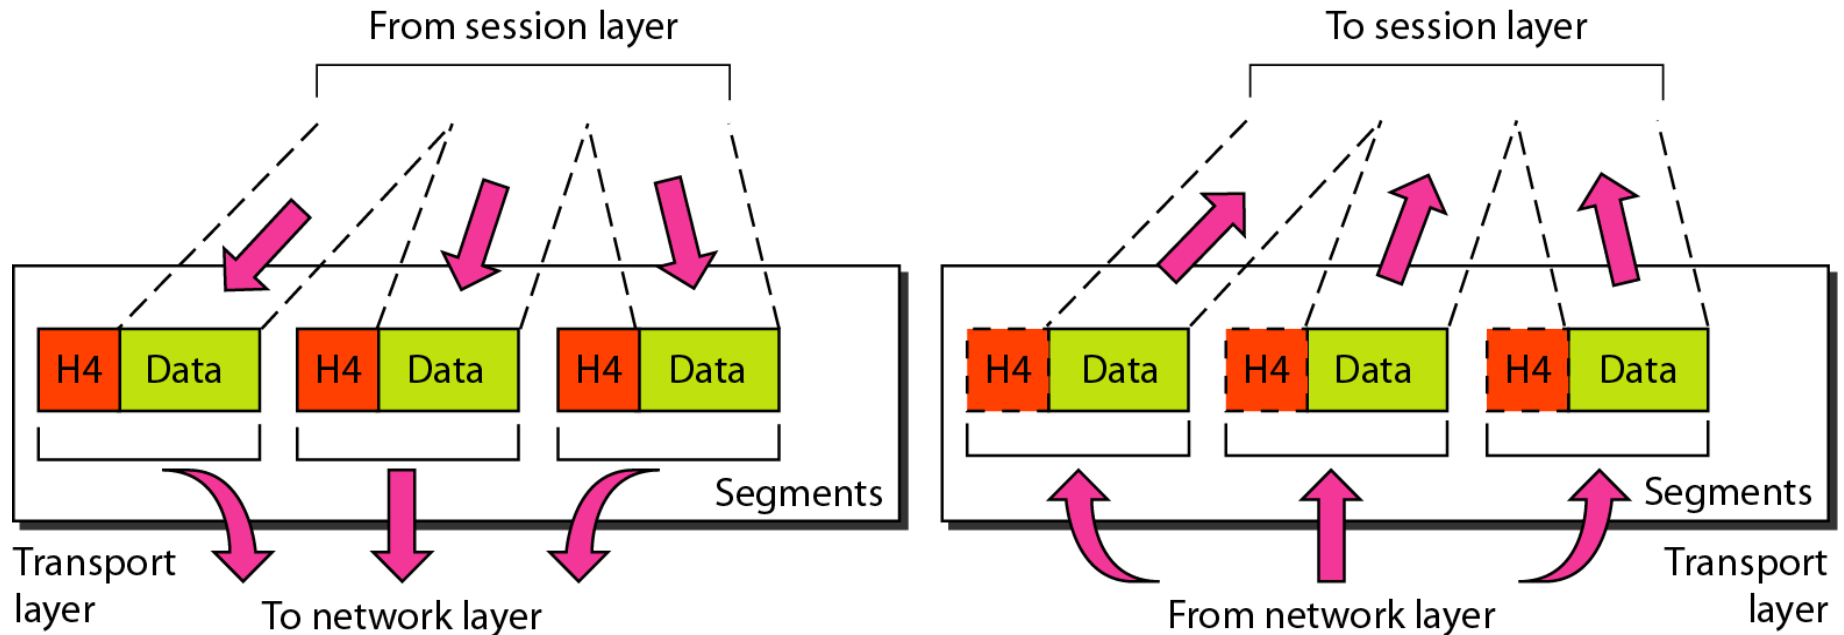 From session layer
H4 Data H4 Data H4 Data
Segments
Transport
layer
To network layer
To session layer
H4 Data H4 Data H4 Data
Segments
Transport
layer
From network layer